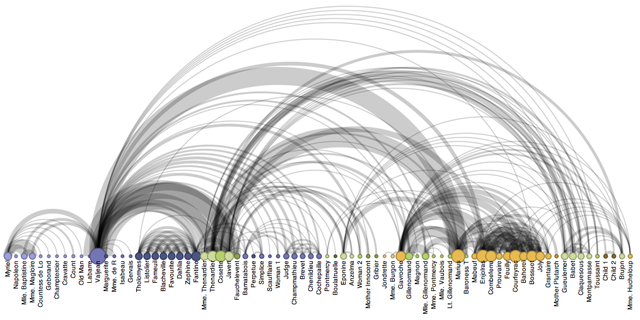 Myriel
Napoleon
Mlle. Baptistine
Mme. Magloire
Countess de Lo
Geborand
Champtercier
Cravatte
Count
Old Man
Labarre
Valjean
Marguerite
Mme. de R
Isabeau
Gervais
Tholomyes
Listolier
Fameuil
Blacheville
Favourite
Dahlia
Zephine
Fantine
Mme. Thenardier
Thenardier
Cosette
Javert
Fauchelevent
Bamatabois
Perpetue
Simplice
Scaufflaire
Woman 1
Judge
Champmathieu
Brevet
Chenildieu
Cochepaille
Pontmercy
Boulatruelle
Eponine
Anzelma
Woman 2
Mother Innocent
Gribier
Jondrette
Mme. Burgon
Gavroche
Gillenormand
Magnon
Mlle. Gillenormand
Mme. Pontmercy
Mlle. Vaubois
Lt. Gillenormand
Marius
Baroness T
Mabeuf
Enjolras
Combeferre
Prouvaire
Feuilly
Courfeyrac
Bahorel
Bossuet
Joly
Grantaire
Mother Plutarch
Gueulemer
Babet
Claquesous
Montparnasse
Toussaint
Child 1
Child 2
Brujon
Mme. Hucheloup